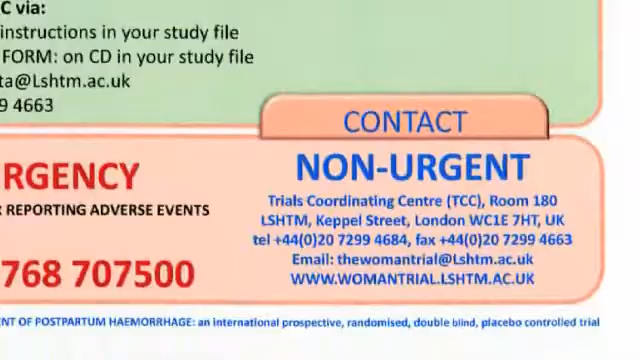 C via:
instructions in your study file
FORM: on CD in your study file
ta@Lshtm.ac.uk
9 4663
CONTACT
RGENCY
REPORTING ADVERSE EVENTS
768 707500
NON-URGENT
Trials Coordinating Centre (TCC), Room 180
LSHTM, Keppel Street, London WC1E 7HT, UK
tel +44(0)20 7299 4684, fax +44(0)20 7299 4663
Email: thewomantrial@Lshtm.ac.uk
WWW.WOMANTRIAL.LSHTM.AC.UK
ENT OF POSTPARTUM HAEMORRHAGE: an international prospective, randomised, double blind, placebo controlled trial